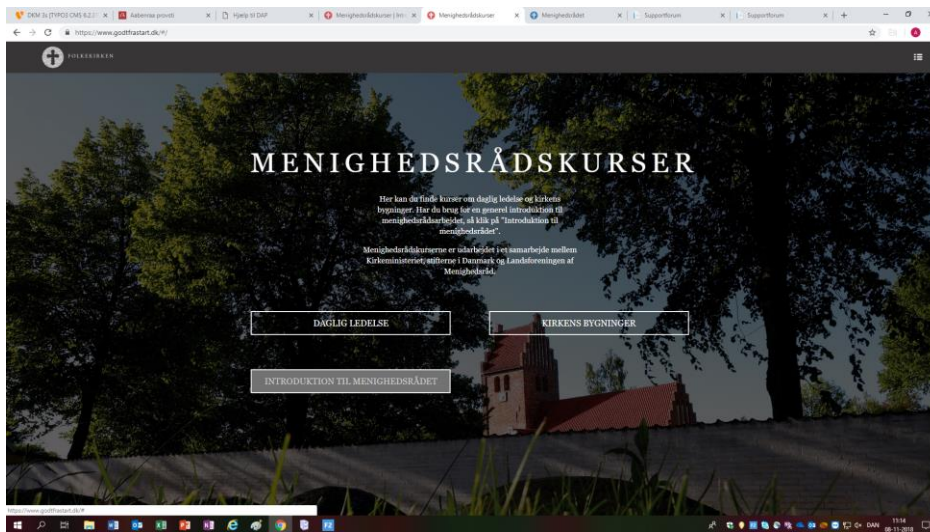 DKM 3s [TYPO3 CMS 6.2.3
Aabenraa provsti
Hjælp til DAP
Menighedsrådskurser | Intr
Menighedsrådskurser
Menighedsrådet
Supportforum
Supportforum
https://www.godtfrastart.dk/#/
FOLKEKIRKEN
MENIGHEDSRÅDSKURSER
Her kan du finde kurser om daglig ledelse og kirkens
bygninger. Har du brug for en generel introduktion til
menighedsrådsarbejdet, så klik på "Introduktion til
menighedsrådet".
Menighedsrådskurserne er udarbejdet i et samarbejde mellem
Kirkeministeriet, stifterne i Danmark og Landsforeningen af
Menighedsråd.
DAGLIG LEDELSE
KIRKENS BYGNINGER
INTRODUKTION TIL MENIGHEDSRÅDET
https://www.godtfrastart.dk/#
DAN
11:14
08-11-2018